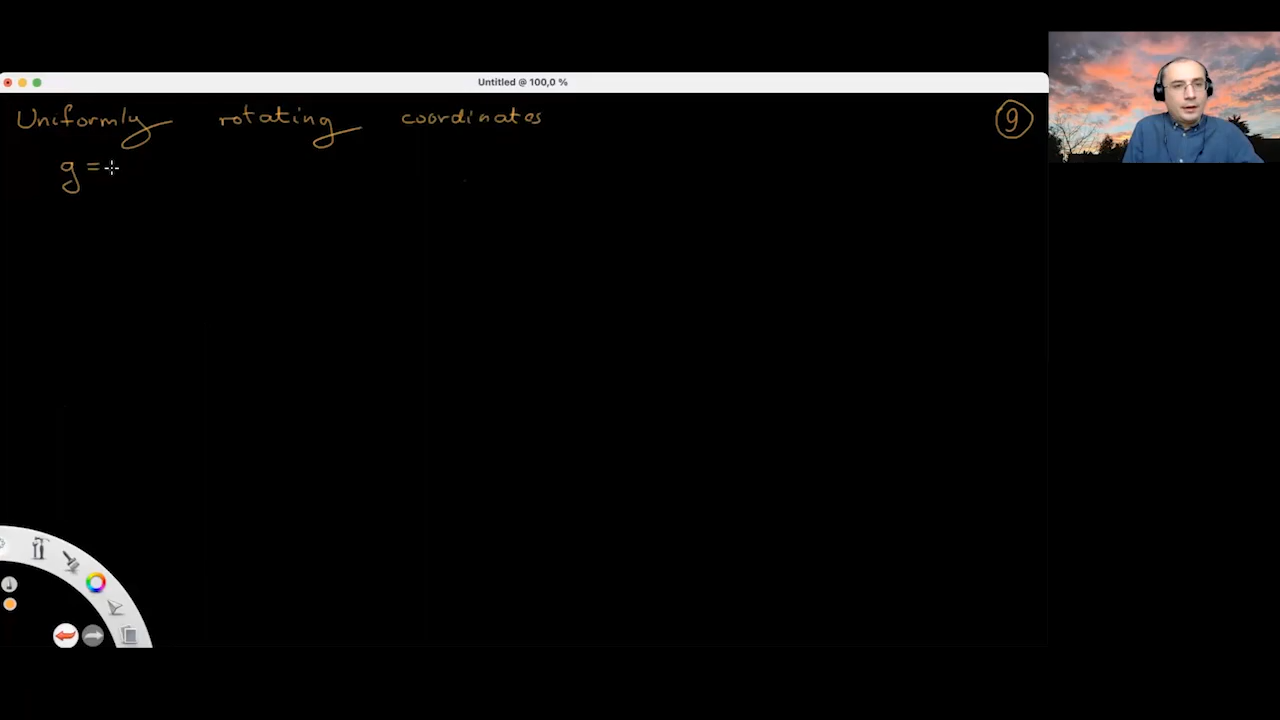 Untitled @ 100,0 %
Uniformly rotating coordinates
9
g =